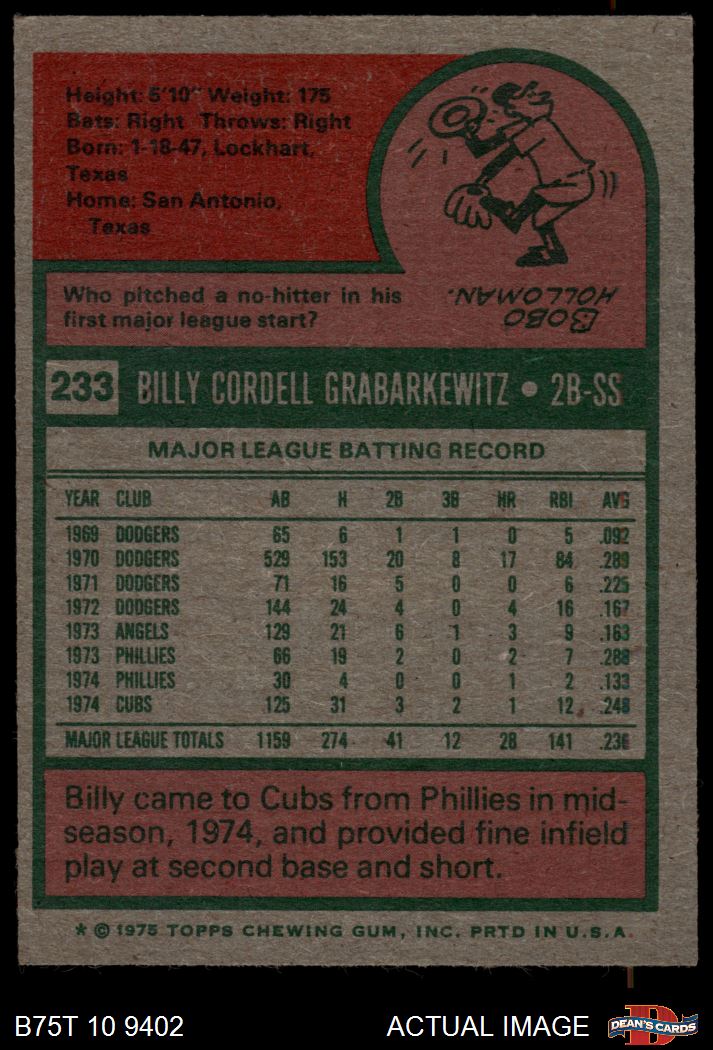 Height: 5'10" Weight: 175
Bats: Right Throws: Right
Born: 1-18-47, Lockhart,
Texas
Home: San Antonio,
Texas
Who pitched a no-hitter in his
first major league start?
BOBO
HOLLOMAN.
233 BILLY CORDELL GRABARKEWITZ • 2B-SS
MAJOR LEAGUE BATTING RECORD
YEAR CLUB AB H 2B 3B HR RBI AVG
1969 DODGERS 65 6 1 1 0 5 .092
1970 DODGERS 529 153 20 8 17 84 .289
1971 DODGERS 71 16 5 0 0 6 .225
1972 DODGERS 144 24 4 0 4 16 .167
1973 ANGELS 129 21 6 1 3 9 .163
1973 PHILLIES 66 19 2 0 2 7 .288
1974 PHILLIES 30 4 0 0 1 2 .133
1974 CUBS 125 31 3 2 1 12 .248
MAJOR LEAGUE TOTALS 1159 274 41 12 28 141 .236
Billy came to Cubs from Phillies in mid-
season, 1974, and provided fine infield
play at second base and short.
* © 1975 TOPPS CHEWING GUM, INC. PRTD IN U.S.A.
B75T 10 9402 ACTUAL IMAGE DEAN'S CARDS